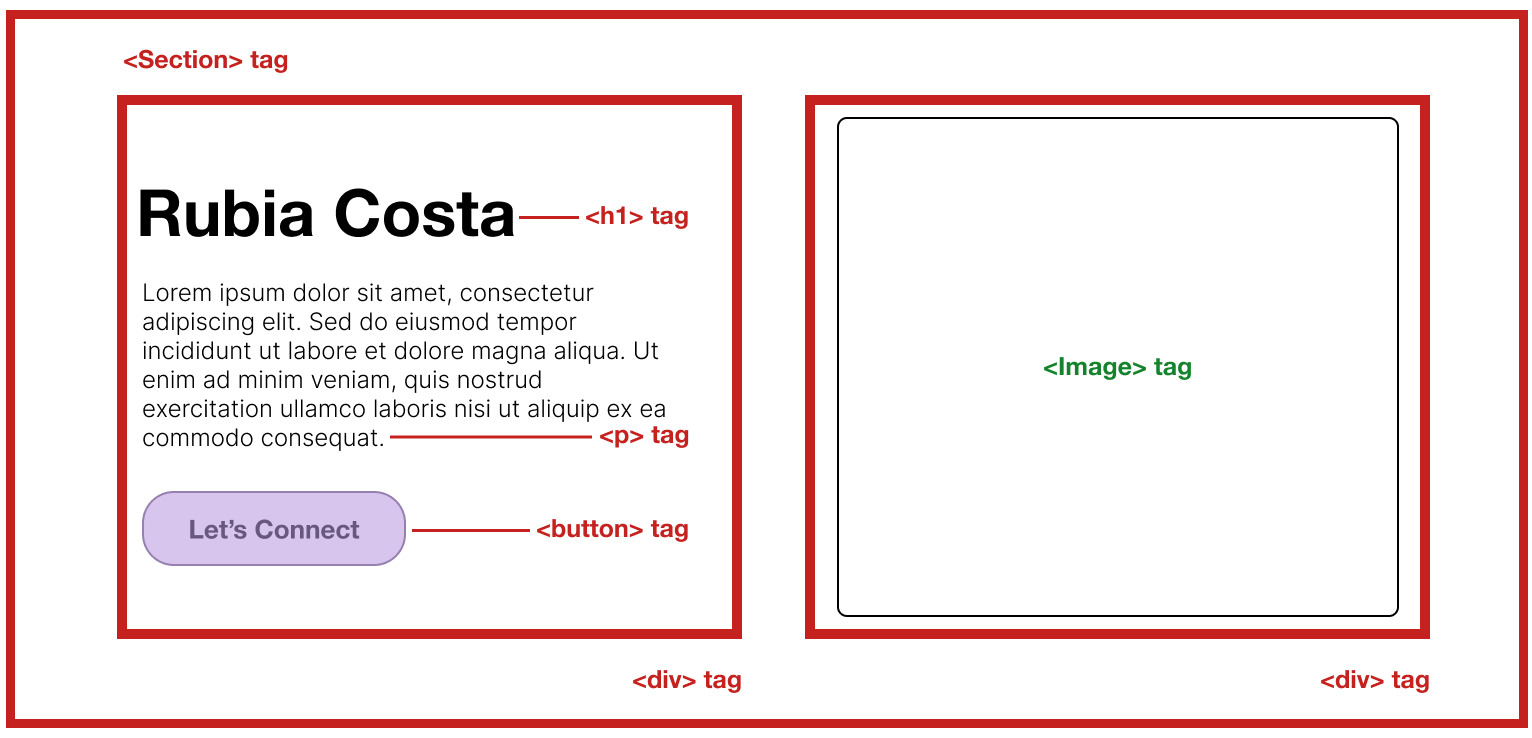 <Section> tag
Rubia Costa
<h1> tag
Lorem ipsum dolor sit amet, consectetur
adipiscing elit. Sed do eiusmod tempor
incididunt ut labore et dolore magna aliqua. Ut
enim ad minim veniam, quis nostrud
exercitation ullamco laboris nisi ut aliquip ex ea
commodo consequat.
<p> tag
Let’s Connect
<button> tag
<div> tag
<Image> tag
<div> tag